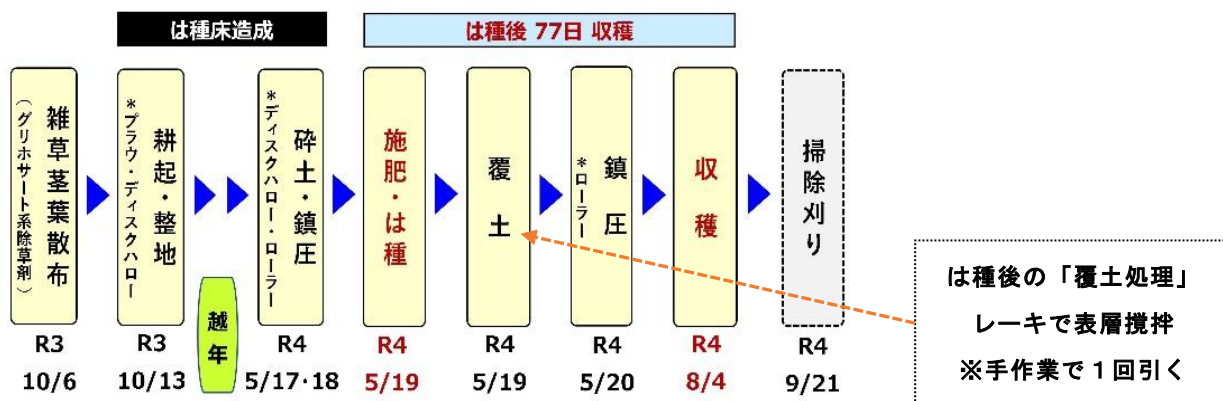 は種床造成
は種後 77日 収穫
雑草茎葉散布
（グリホサート系除草剤）
R3
10/6
耕起・整地
＊プラウ・ディスクハロー
R3
10/13
越年
砕土・鎮圧
＊ディスクハロー・ローラー
R4
5/17・18
施肥・は種
R4
5/19
覆土
R4
5/19
鎮圧
＊ローラー
R4
5/20
収穫
R4
8/4
掃除刈り
R4
9/21
は種後の「覆土処理」
レーキで表層撹拌
※手作業で１回引く